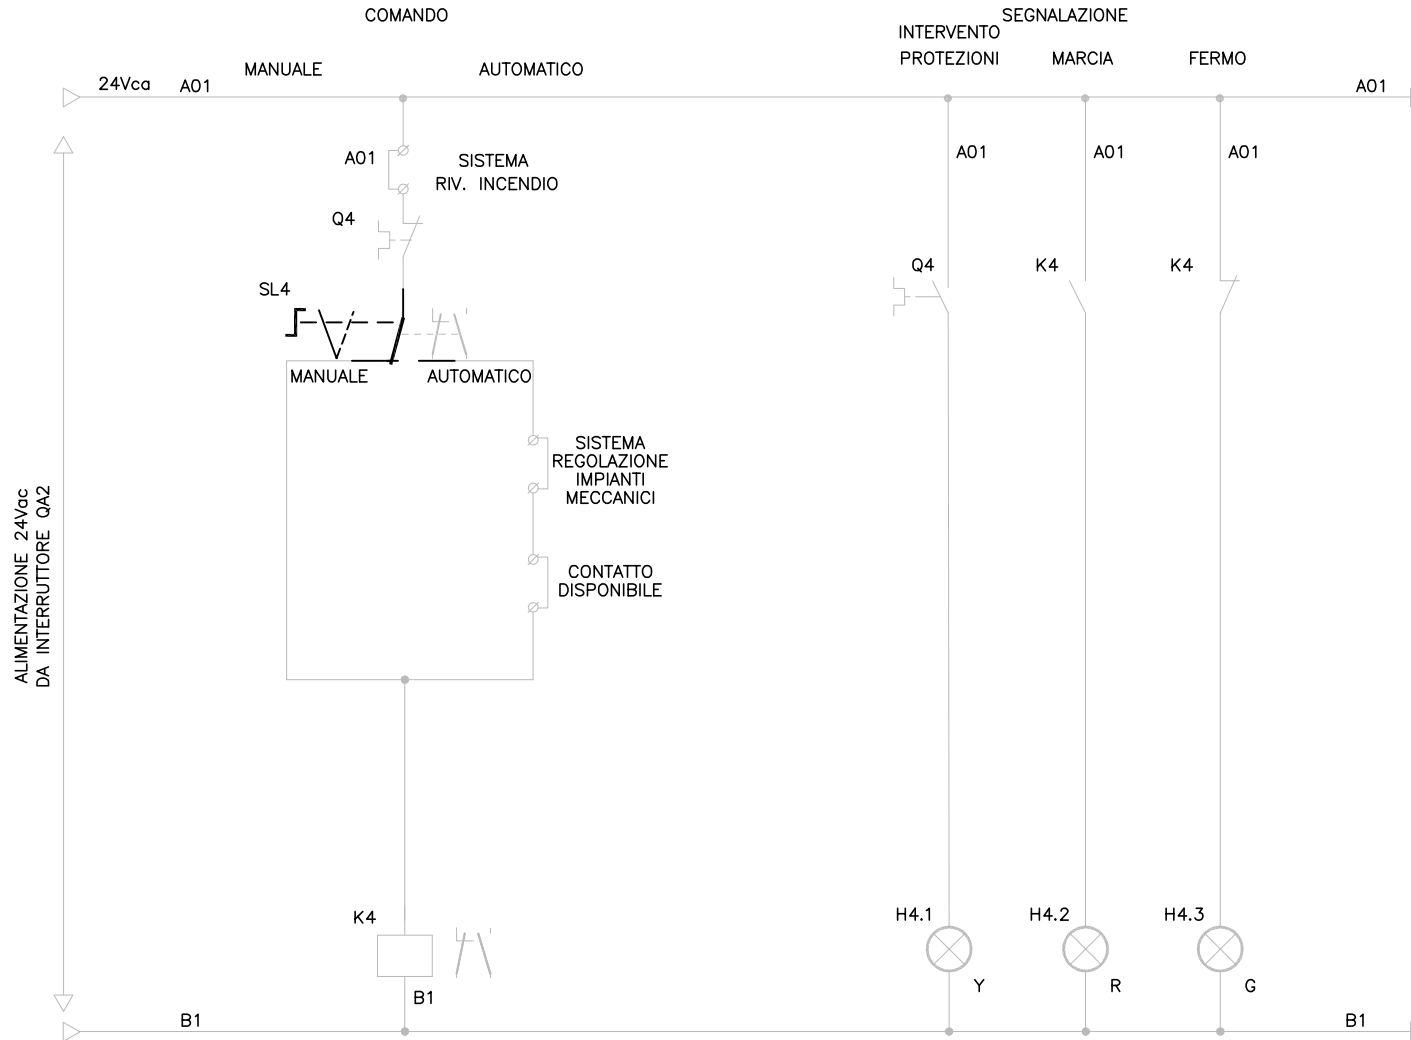 COMANDO
SEGNALAZIONE
INTERVENTO
PROTEZIONI
MARCIA
FERMO
MANUALE
AUTOMATICO
24Vca
A01
A01
A01
SISTEMA
RIV. INCENDIO
A01
A01
A01
Q4
Q4
K4
K4
SL4
MANUALE
AUTOMATICO
SISTEMA
REGOLAZIONE
IMPIANTI
MECCANICI
ALIMENTAZIONE 24Vac
DA INTERRUTTORE QA2
CONTATTO
DISPONIBILE
K4
H4.1
H4.2
H4.3
Y
R
G
B1
B1
B1